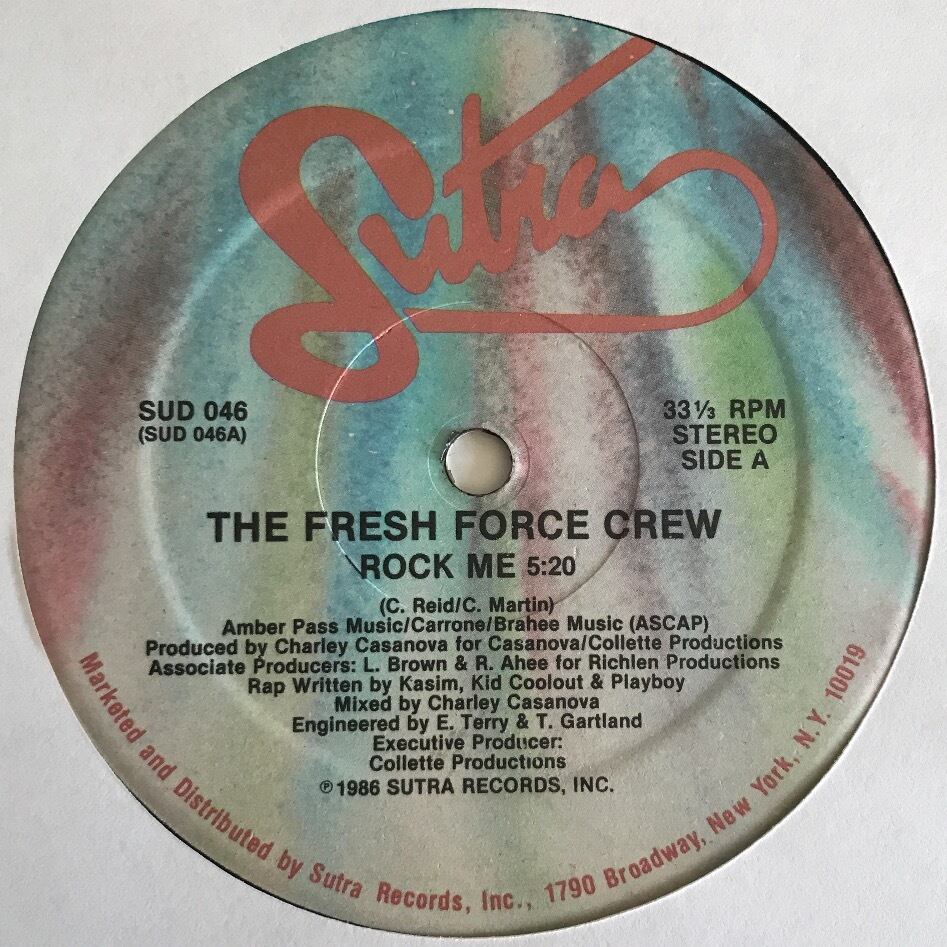 Sutra
SUD 046
(SUD 046A)
33⅓ RPM
STEREO
SIDE A
THE FRESH FORCE CREW
ROCK ME 5:20
(C. Reid/C. Martin)
Amber Pass Music/Carrone/Brahee Music (ASCAP)
Produced by Charley Casanova for Casanova/Collette Productions
Associate Producers: L. Brown & R. Ahee for Richlen Productions
Rap Written by Kasim, Kid Coolout & Playboy
Mixed by Charley Casanova
Engineered by E. Terry & T. Gartland
Executive Producer:
Collette Productions
℗ 1986 SUTRA RECORDS, INC.
Marketed and Distributed by Sutra Records, Inc., 1790 Broadway, New York, N.Y. 10019